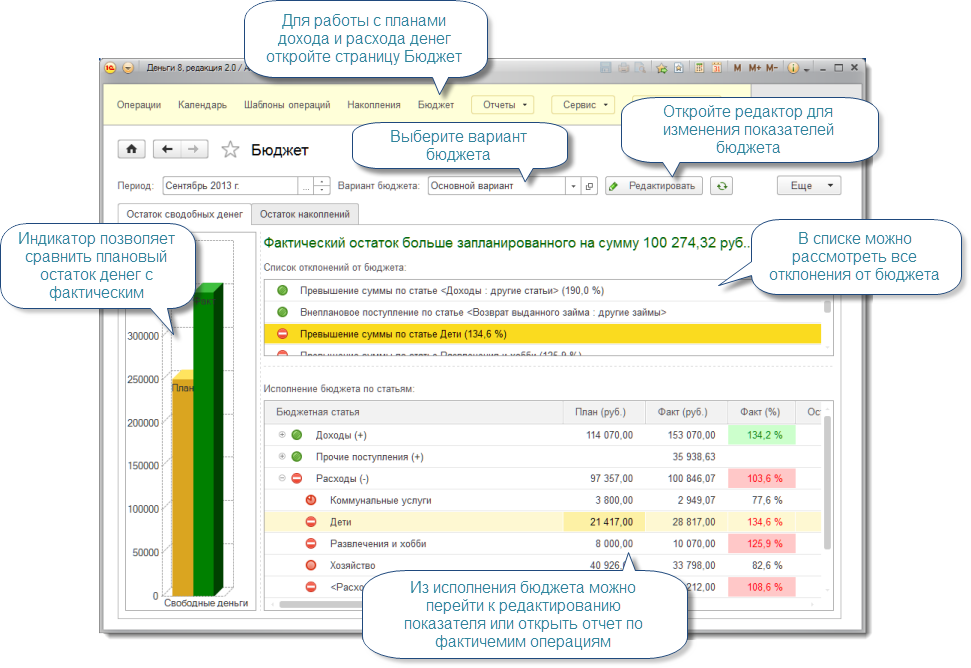 Для работы с планами
дохода и расхода денег
откройте страницу Бюджет
Деньги 8, редакция 2.0 /
M M+ M-
Операции Календарь Шаблоны операций Накопления Бюджет Отчеты Сервис
Откройте редактор для
изменения показателей
бюджета
Выберите вариант
бюджета
Бюджет
Период: Сентябрь 2013 г. ... Вариант бюджета: Основной вариант Редактировать Еще
Остаток сводобных денег Остаток накоплений
Индикатор позволяет
сравнить плановый
остаток денег с
фактическим
Фактический остаток больше запланированного на сумму 100 274,32 руб..
В списке можно
рассмотреть все
отклонения от бюджета
Список отклонений от бюджета:
Превышение суммы по статье <Доходы : другие статьи> (190,0 %)
Внеплановое поступление по статье <Возврат выданного займа : другие займы>
Превышение суммы по статье Дети (134,6 %)
Превышение суммы по статье Развлечения и хобби (125,9 %)
300000
250000
200000
150000
100000
50000
0
План
Факт
Свободные деньги
Исполнение бюджета по статьям:
Бюджетная статья План (руб.) Факт (руб.) Факт (%) Ос
Доходы (+) 114 070,00 153 070,00 134,2 %
Прочие поступления (+) 35 938,63
Расходы (-) 97 357,00 100 846,07 103,6 %
Коммунальные услуги 3 800,00 2 949,07 77,6 %
Дети 21 417,00 28 817,00 134,6 %
Развлечения и хобби 8 000,00 10 070,00 125,9 %
Хозяйство 40 926, 33 798,00 82,6 %
<Расхо 212,00 108,6 %
Из исполнения бюджета можно
перейти к редактированию
показателя или открыть отчет по
фактичемим операциям